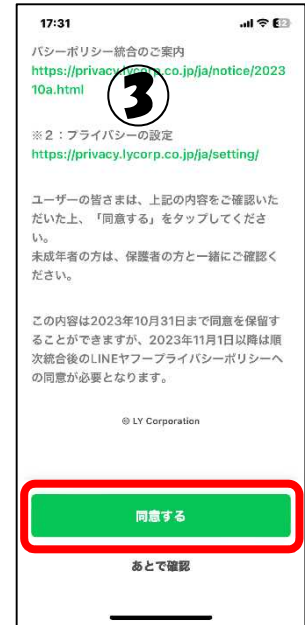 17:31
バシーポリシー統合のご案内
https://privacy.lycorp.co.jp/ja/notice/2023
10a.html
③
※2：プライバシーの設定
https://privacy.lycorp.co.jp/ja/setting/
ユーザーの皆さまは、上記の内容をご確認いた
だいた上、「同意する」をタップしてくださ
い。
未成年者の方は、保護者の方と一緒にご確認く
ださい。
この内容は2023年10月31日まで同意を保留す
ることができますが、2023年11月1日以降は順
次統合後のLINEヤフープライバシーポリシーへ
の同意が必要となります。
© LY Corporation
同意する
あとで確認